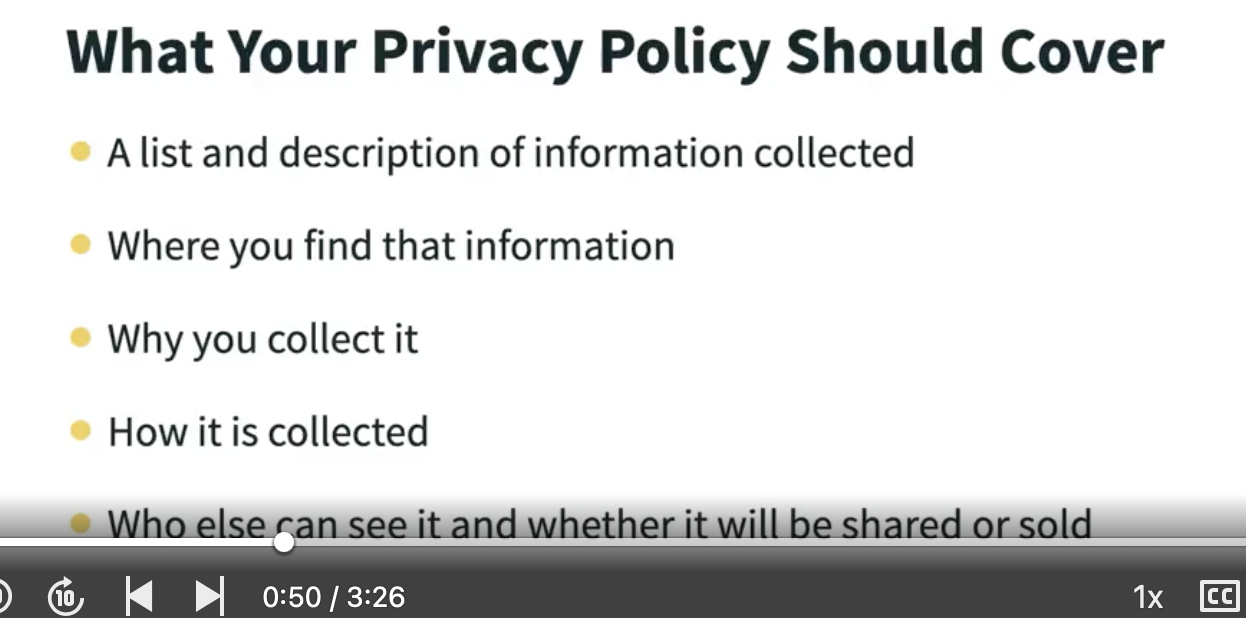 What Your Privacy Policy Should Cover
A list and description of information collected
Where you find that information
Why you collect it
How it is collected
Who else can see it and whether it will be shared or sold
10
0:50 / 3:26
1x
CC